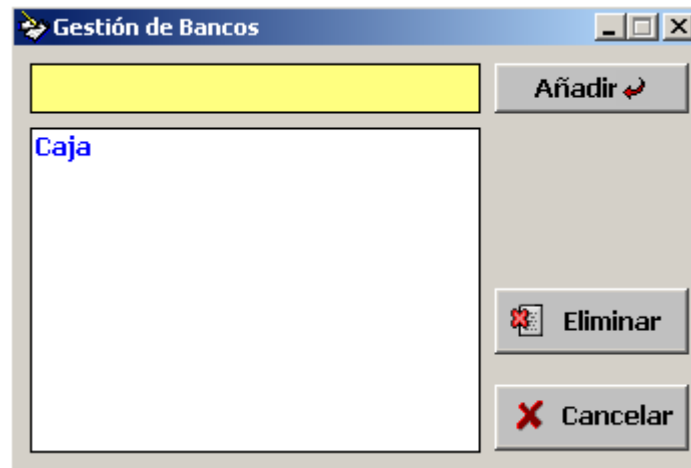 Gestión de Bancos
Añadir
Caja
Eliminar
Cancelar